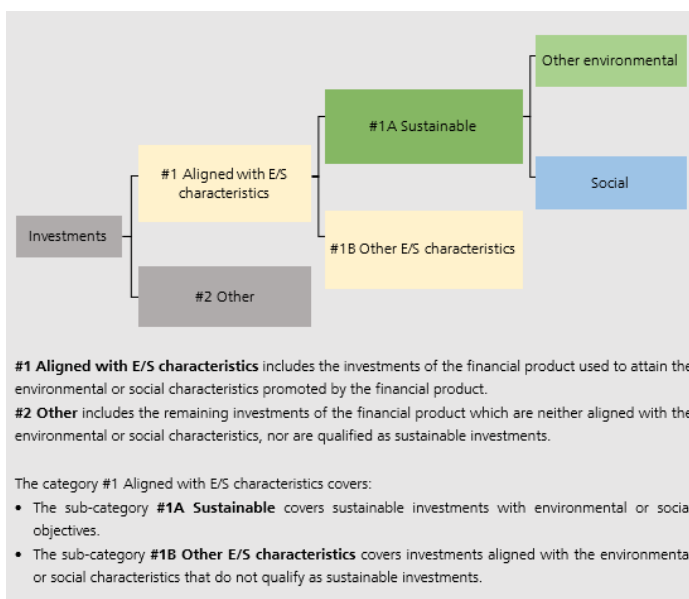 Other environmental
#1A Sustainable
#1 Aligned with E/S
characteristics
Social
Investments
#1B Other E/S characteristics
#2 Other
#1 Aligned with E/S characteristics includes the investments of the financial product used to attain the
environmental or social characteristics promoted by the financial product.
#2 Other includes the remaining investments of the financial product which are neither aligned with the
environmental or social characteristics, nor are qualified as sustainable investments.
The category #1 Aligned with E/S characteristics covers:
• The sub-category #1A Sustainable covers sustainable investments with environmental or social
objectives.
• The sub-category #1B Other E/S characteristics covers investments aligned with the environmental
or social characteristics that do not qualify as sustainable investments.